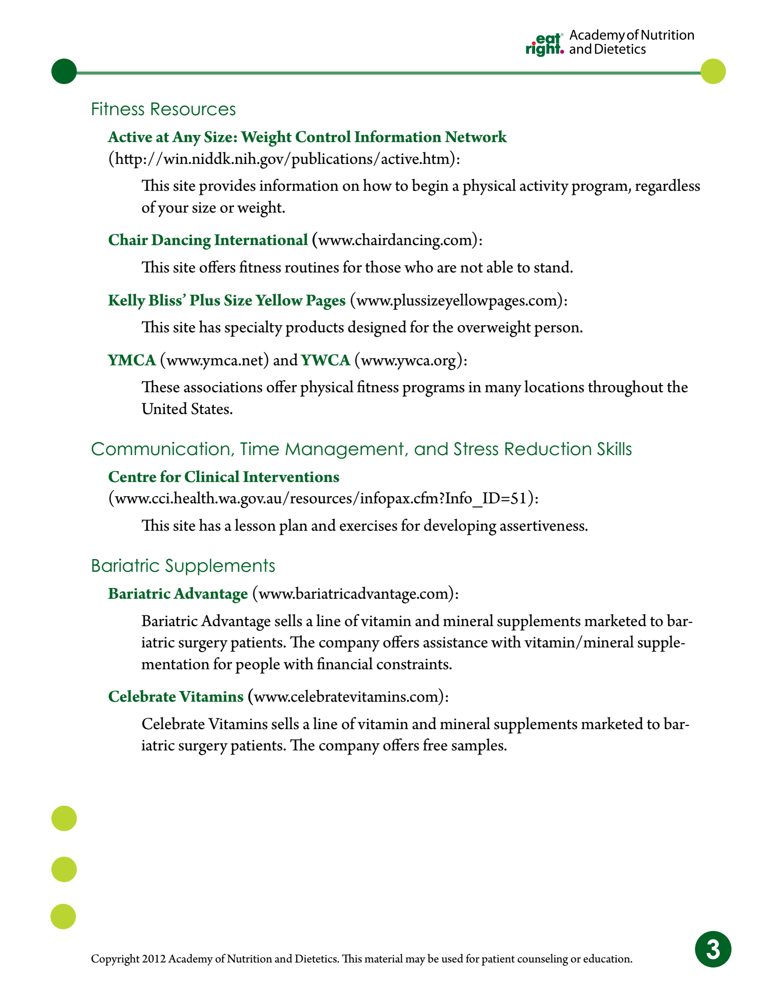 eat® right. Academy of Nutrition
and Dietetics
Fitness Resources
Active at Any Size: Weight Control Information Network
(http://win.niddk.nih.gov/publications/active.htm):
This site provides information on how to begin a physical activity program, regardless
of your size or weight.
Chair Dancing International (www.chairdancing.com):
This site offers fitness routines for those who are not able to stand.
Kelly Bliss’ Plus Size Yellow Pages (www.plussizeyellowpages.com):
This site has specialty products designed for the overweight person.
YMCA (www.ymca.net) and YWCA (www.ywca.org):
These associations offer physical fitness programs in many locations throughout the
United States.
Communication, Time Management, and Stress Reduction Skills
Centre for Clinical Interventions
(www.cci.health.wa.gov.au/resources/infopax.cfm?Info_ID=51):
This site has a lesson plan and exercises for developing assertiveness.
Bariatric Supplements
Bariatric Advantage (www.bariatricadvantage.com):
Bariatric Advantage sells a line of vitamin and mineral supplements marketed to bar-
iatric surgery patients. The company offers assistance with vitamin/mineral supple-
mentation for people with financial constraints.
Celebrate Vitamins (www.celebratevitamins.com):
Celebrate Vitamins sells a line of vitamin and mineral supplements marketed to bar-
iatric surgery patients. The company offers free samples.
Copyright 2012 Academy of Nutrition and Dietetics. This material may be used for patient counseling or education.
3